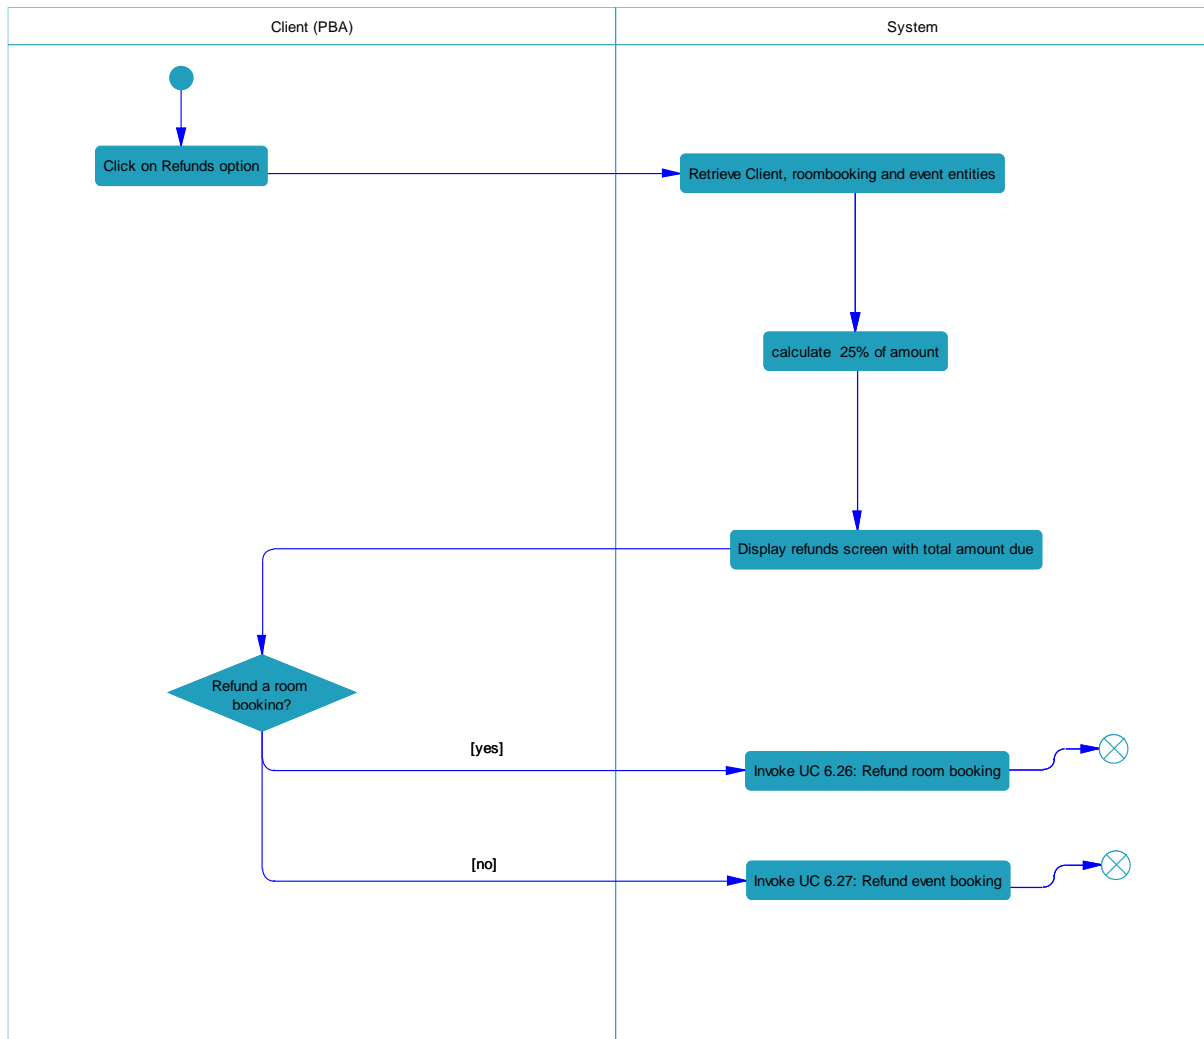 Client (PBA)
System
Click on Refunds option
Retrieve Client, roombooking and event entities
calculate  25% of amount
Display refunds screen with total amount due
Refund a room
booking?
[yes]
Invoke UC 6.26: Refund room booking
[no]
Invoke UC 6.27: Refund event booking